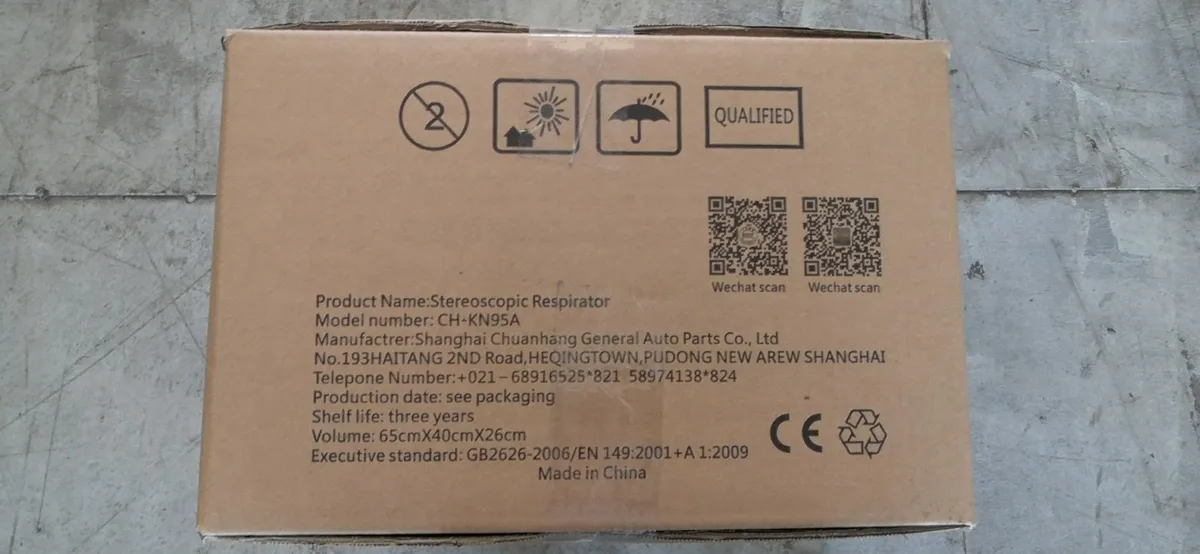 2
QUALIFIED
Wechat scan Wechat scan
Product Name:Stereoscopic Respirator
Model number: CH-KN95A
Manufactrer:Shanghai Chuanhang General Auto Parts Co., Ltd
No.193HAITANG 2ND Road,HEQINGTOWN,PUDONG NEW AREW SHANGHAI
Telepone Number:+021-68916525*821 58974138*824
Production date: see packaging
Shelf life: three years
Volume: 65cmX40cmX26cm
Executive standard: GB2626-2006/EN 149:2001+A 1:2009
Made in China
CE